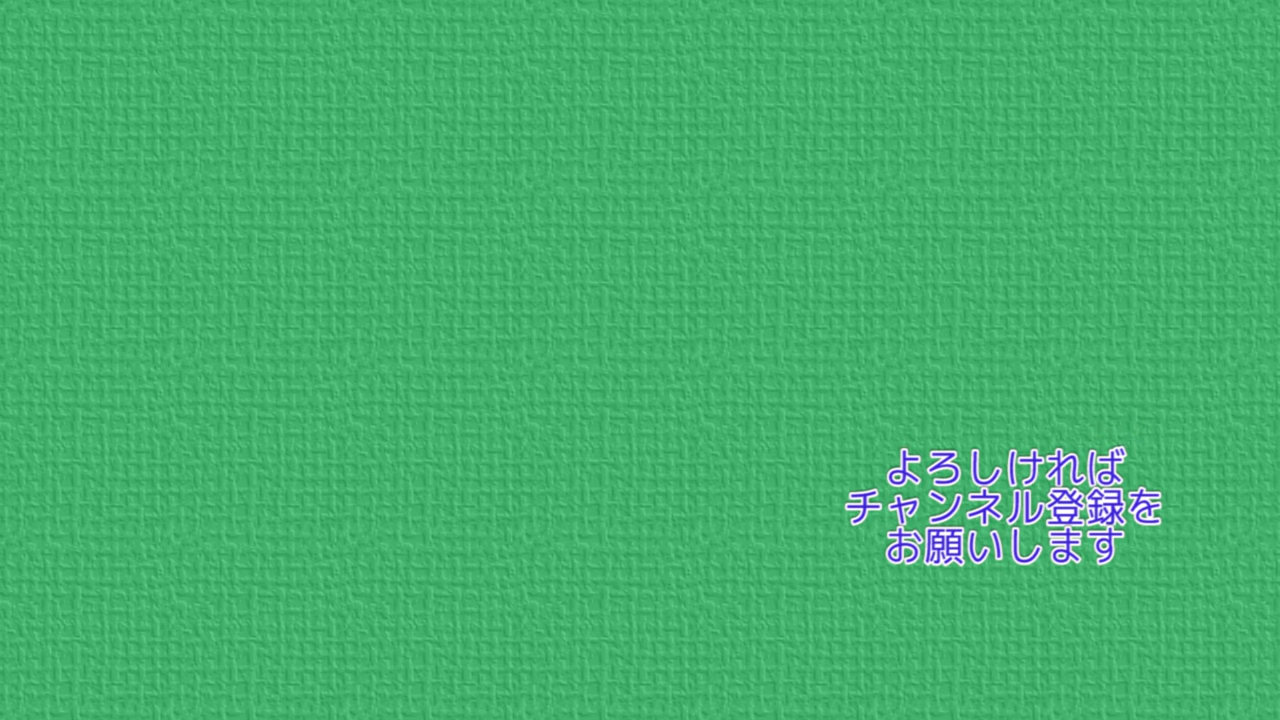 よろしければ
チャンネル登録を
お願いします